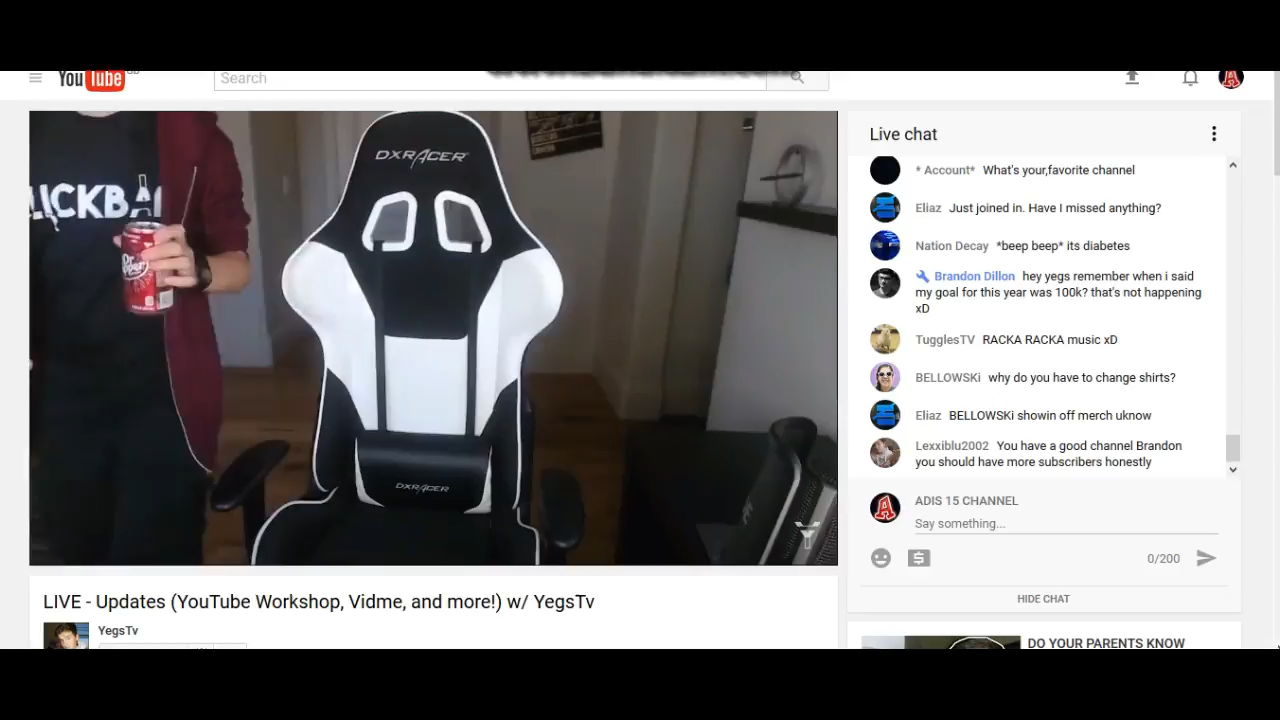 YouTube
Search
DXRACER
Dr Pepper
DXRACER
LIVE - Updates (YouTube Workshop, Vidme, and more!) w/ YegsTv
YegsTv
Live chat
* Account* What's your,favorite channel
Eliaz Just joined in. Have I missed anything?
Nation Decay *beep beep* its diabetes
Brandon Dillon hey yegs remember when i said
my goal for this year was 100k? that's not happening
xD
TugglesTV RACKA RACKA music xD
BELLOWSKi why do you have to change shirts?
Eliaz BELLOWSKi showin off merch uknow
Lexxiblu2002 You have a good channel Brandon
you should have more subscribers honestly
ADIS 15 CHANNEL
Say something...
0/200
HIDE CHAT
DO YOUR PARENTS KNOW